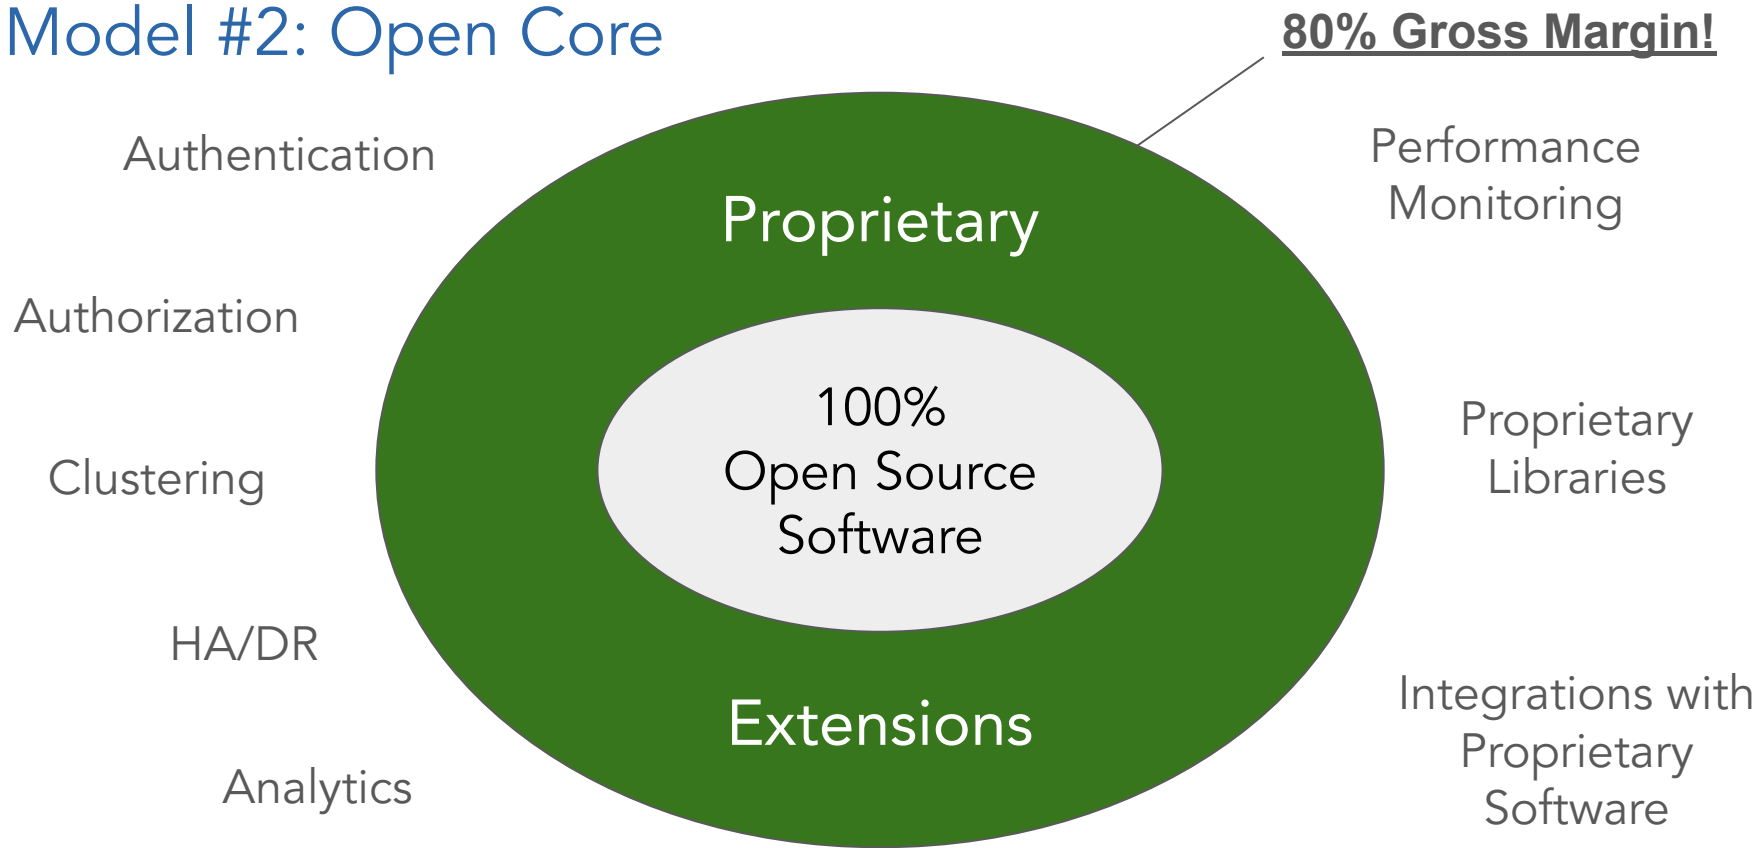 Model #2: Open Core
80% Gross Margin!
Authentication
Authorization
Clustering
HA/DR
Analytics
Proprietary
100%
Open Source
Software
Extensions
Performance
Monitoring
Proprietary
Libraries
Integrations with
Proprietary
Software